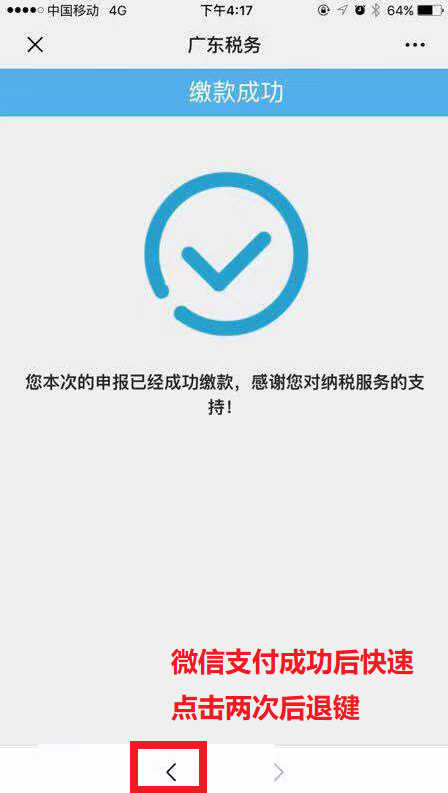 中国移动 4G 下午4:17 64%
广东税务
缴款成功
您本次的申报已经成功缴款，感谢您对纳税服务的支
持！
微信支付成功后快速
点击两次后退键